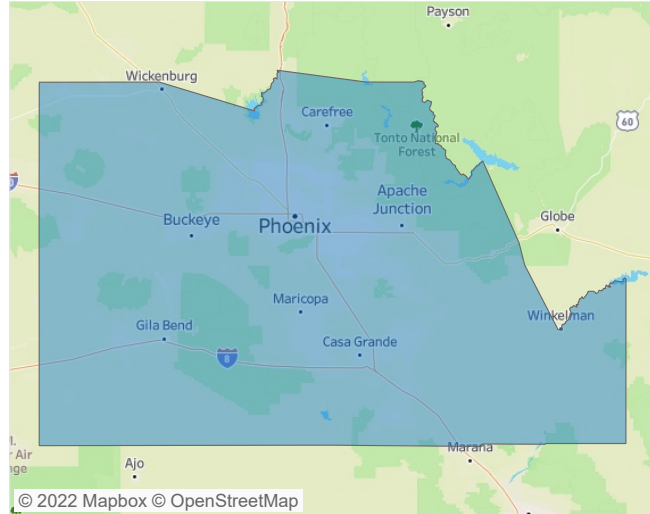 Payson
Wickenburg
Carefree
60
Tonto National
Forest
Apache
Junction
Globe
Buckeye
Phoenix
Maricopa
Winkelman
Gila Bend
Casa Grande
8
Marana
Air
Ajo
© 2022 Mapbox © OpenStreetMap